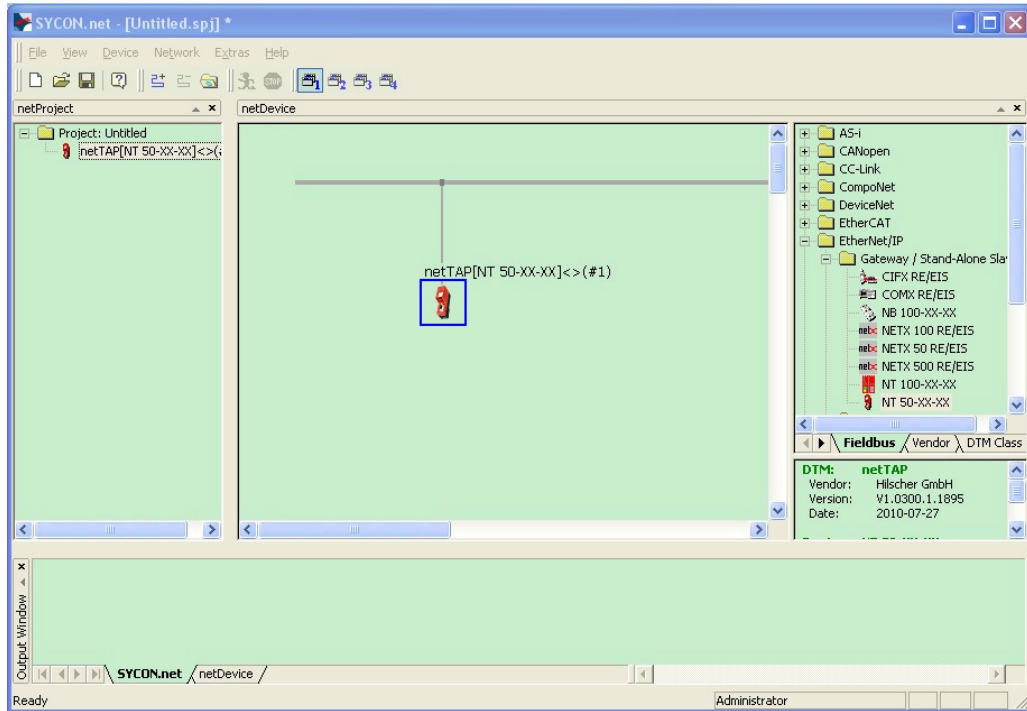 SYCON.net - [Untitled.spj] *
File View Device Network Extras Help
netProject
netDevice
Project: Untitled
netTAP[NT 50-XX-XX]<>(
netTAP[NT 50-XX-XX]<>(#1)
AS-i
CANopen
CC-Link
CompoNet
DeviceNet
EtherCAT
EtherNet/IP
Gateway / Stand-Alone Sla
CIFX RE/EIS
COMX RE/EIS
NB 100-XX-XX
NETX 100 RE/EIS
NETX 50 RE/EIS
NETX 500 RE/EIS
NT 100-XX-XX
NT 50-XX-XX
Fieldbus Vendor DTM Class
DTM: netTAP
Vendor: Hilscher GmbH
Version: V1.0300.1.1895
Date: 2010-07-27
Output Window
SYCON.net netDevice
Ready Administrator